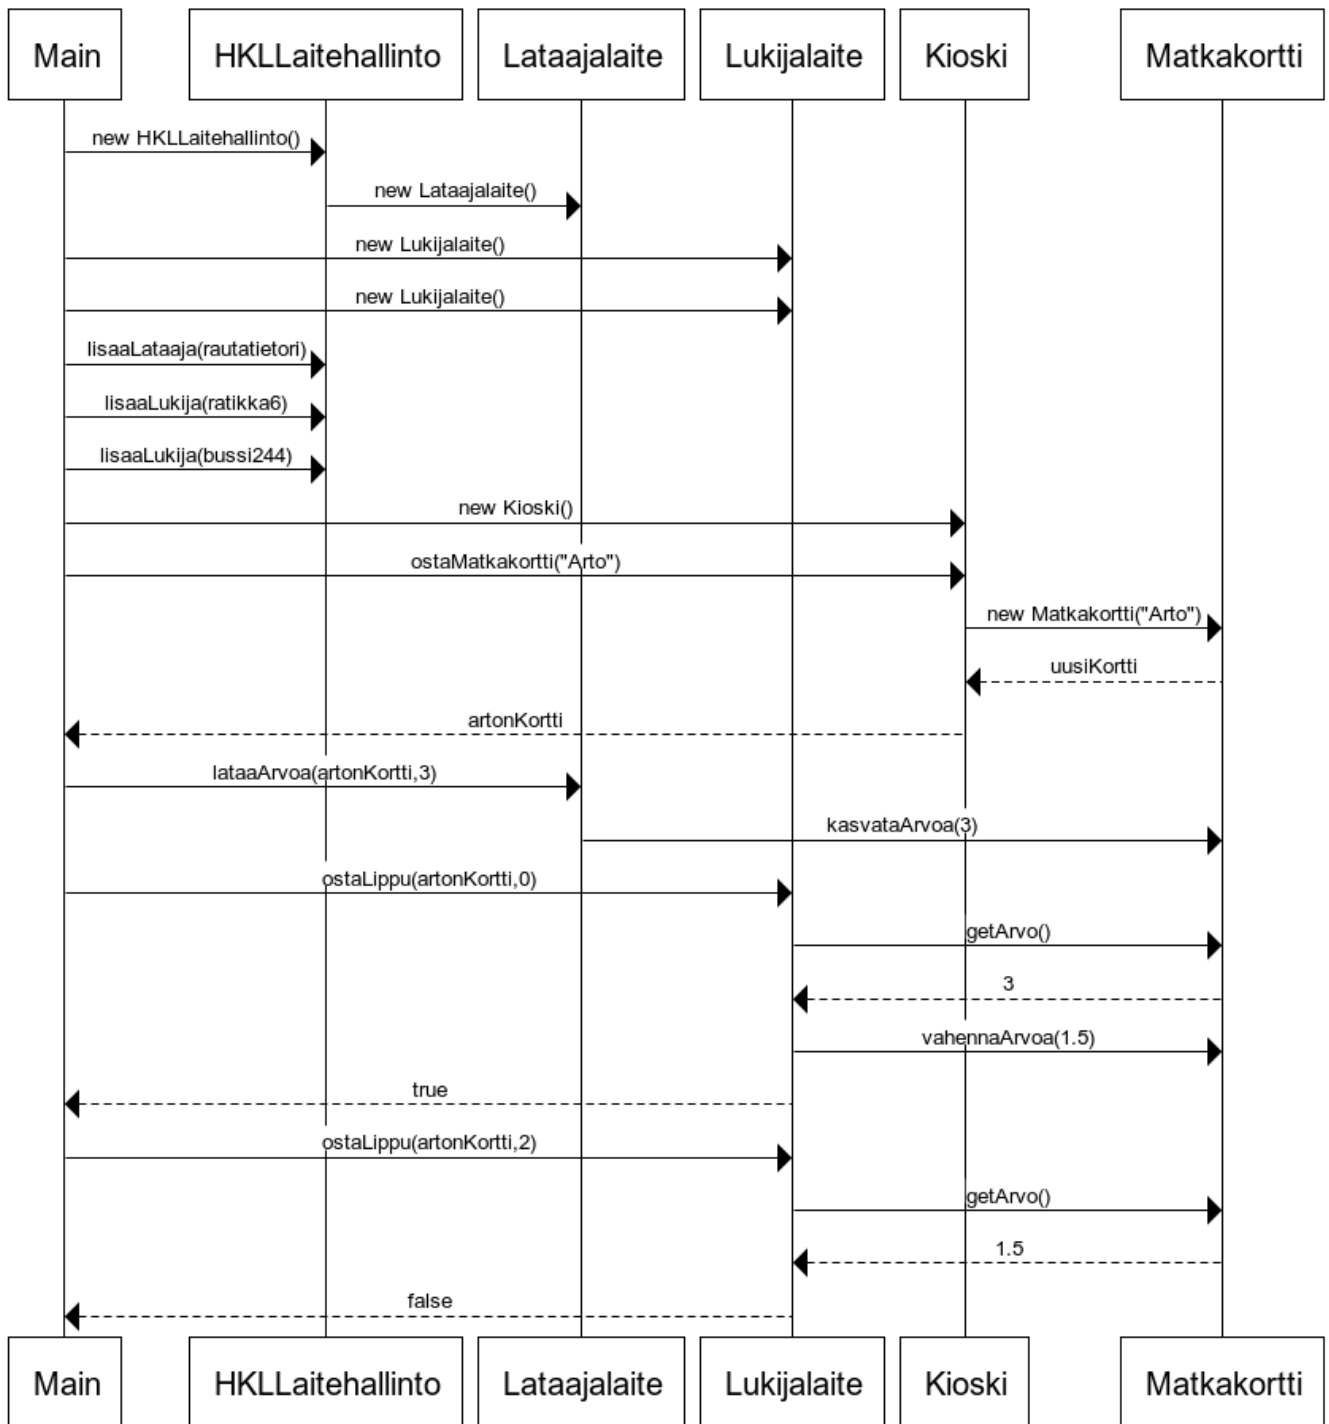 Main HKLLaitehallinto Lataajalaite Lukijalaite Kioski Matkakortti
new HKLLaitehallinto()
new Lataajalaite()
new Lukijalaite()
new Lukijalaite()
lisaaLataaja(rautatietori)
lisaaLukija(ratikka6)
lisaaLukija(bussi244)
new Kioski()
ostaMatkakortti("Arto")
new Matkakortti("Arto")
uusiKortti
artonKortti
lataaArvoa(artonKortti,3)
kasvataArvoa(3)
ostaLippu(artonKortti,0)
getArvo()
3
vahennaArvoa(1.5)
true
ostaLippu(artonKortti,2)
getArvo()
1.5
false
Main HKLLaitehallinto Lataajalaite Lukijalaite Kioski Matkakortti